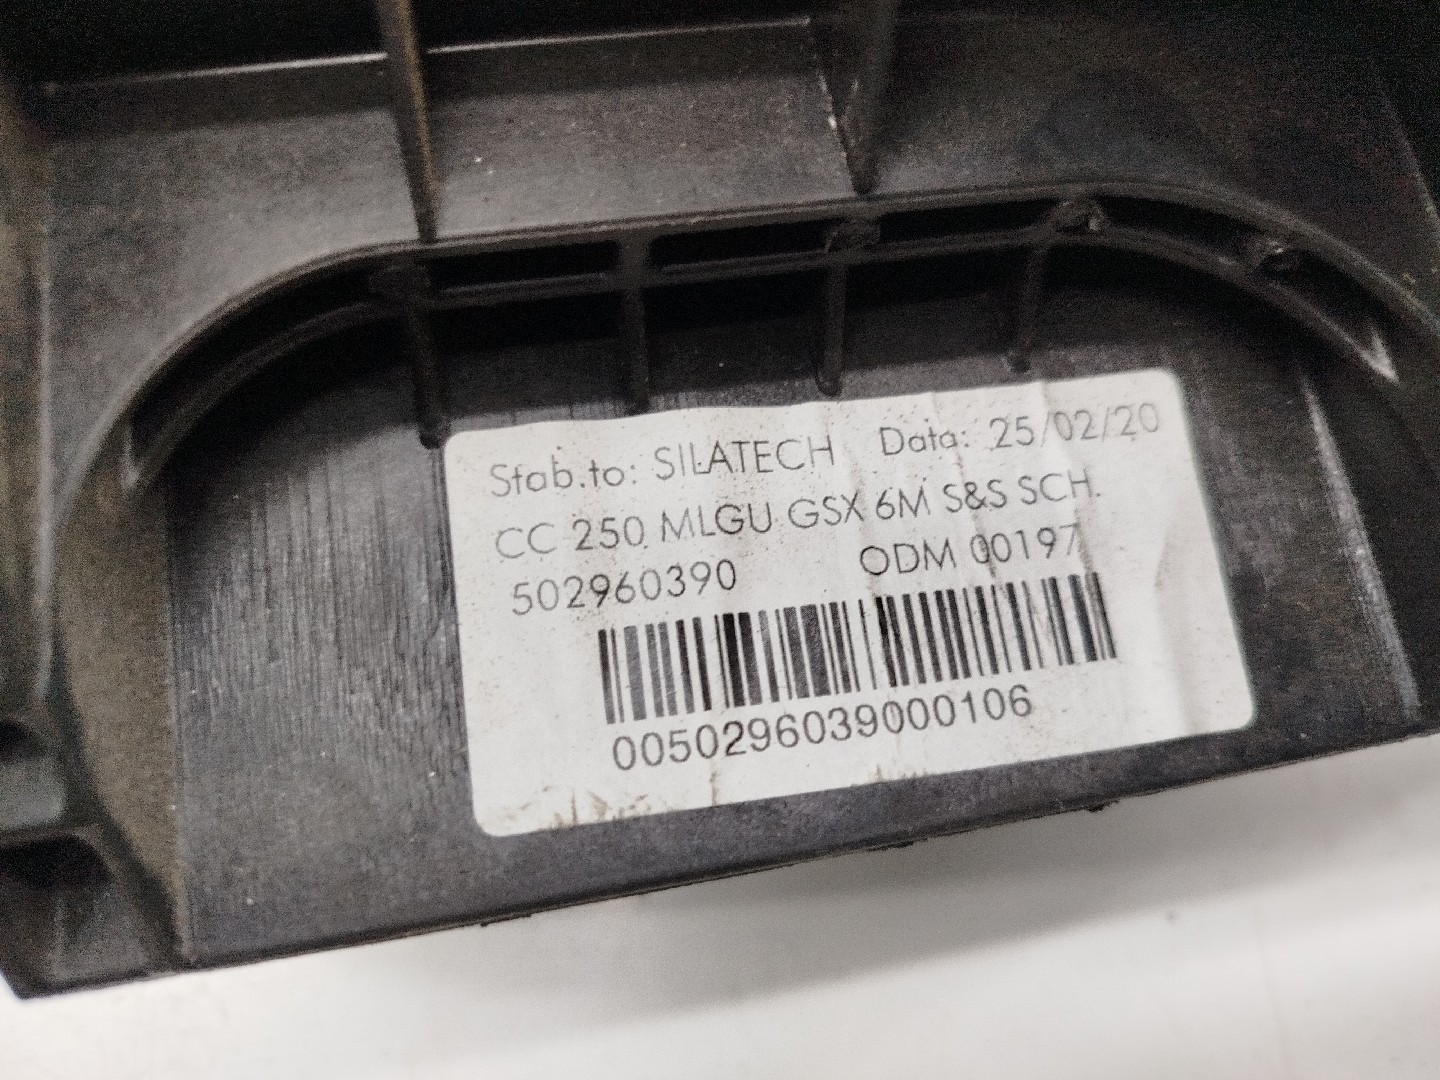 Stab.to: SILATECH Data: 25/02/20
CC 250 MLGU GSX 6M S&S SCH.
502960390 ODM 00197
0050296039000106